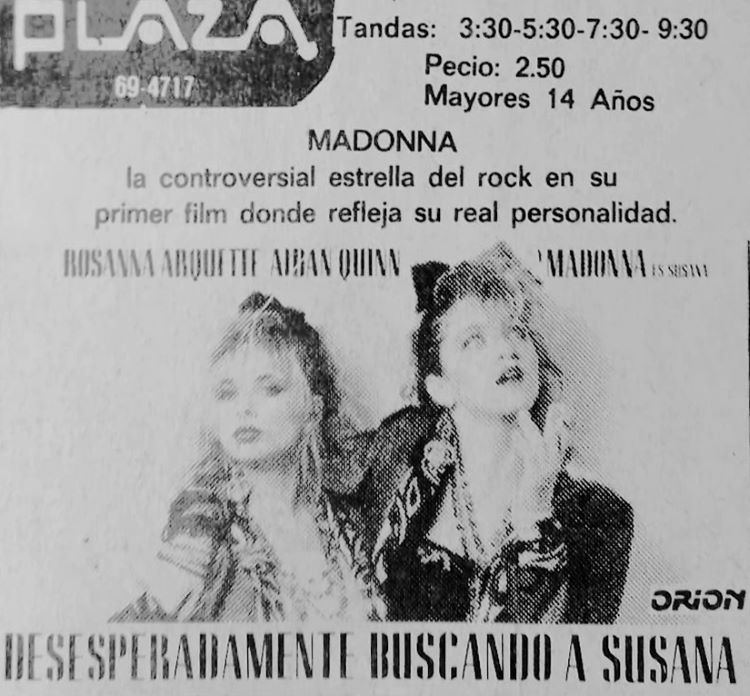 PLAZA
69-4717
Tandas: 3:30-5:30-7:30- 9:30
Pecio: 2.50
Mayores 14 Años
MADONNA
la controversial estrella del rock en su
primer film donde refleja su real personalidad.
ROSANNA ARQUETTE AIDAN QUINN 'MADONNA ES SUSANA
ORION
DESESPERADAMENTE BUSCANDO A SUSANA